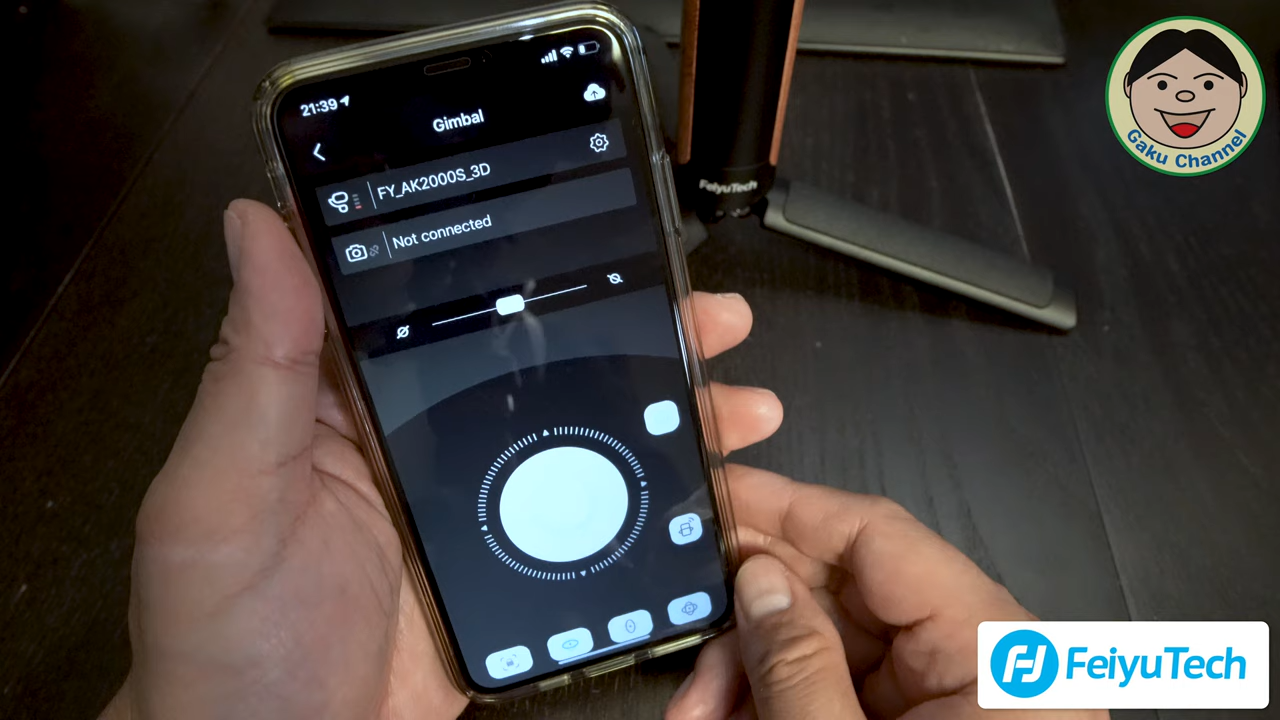 21:39
Gimbal
FY_AK2000S_3D
Not connected
FeiyuTech
Gaku Channel
FeiyuTech